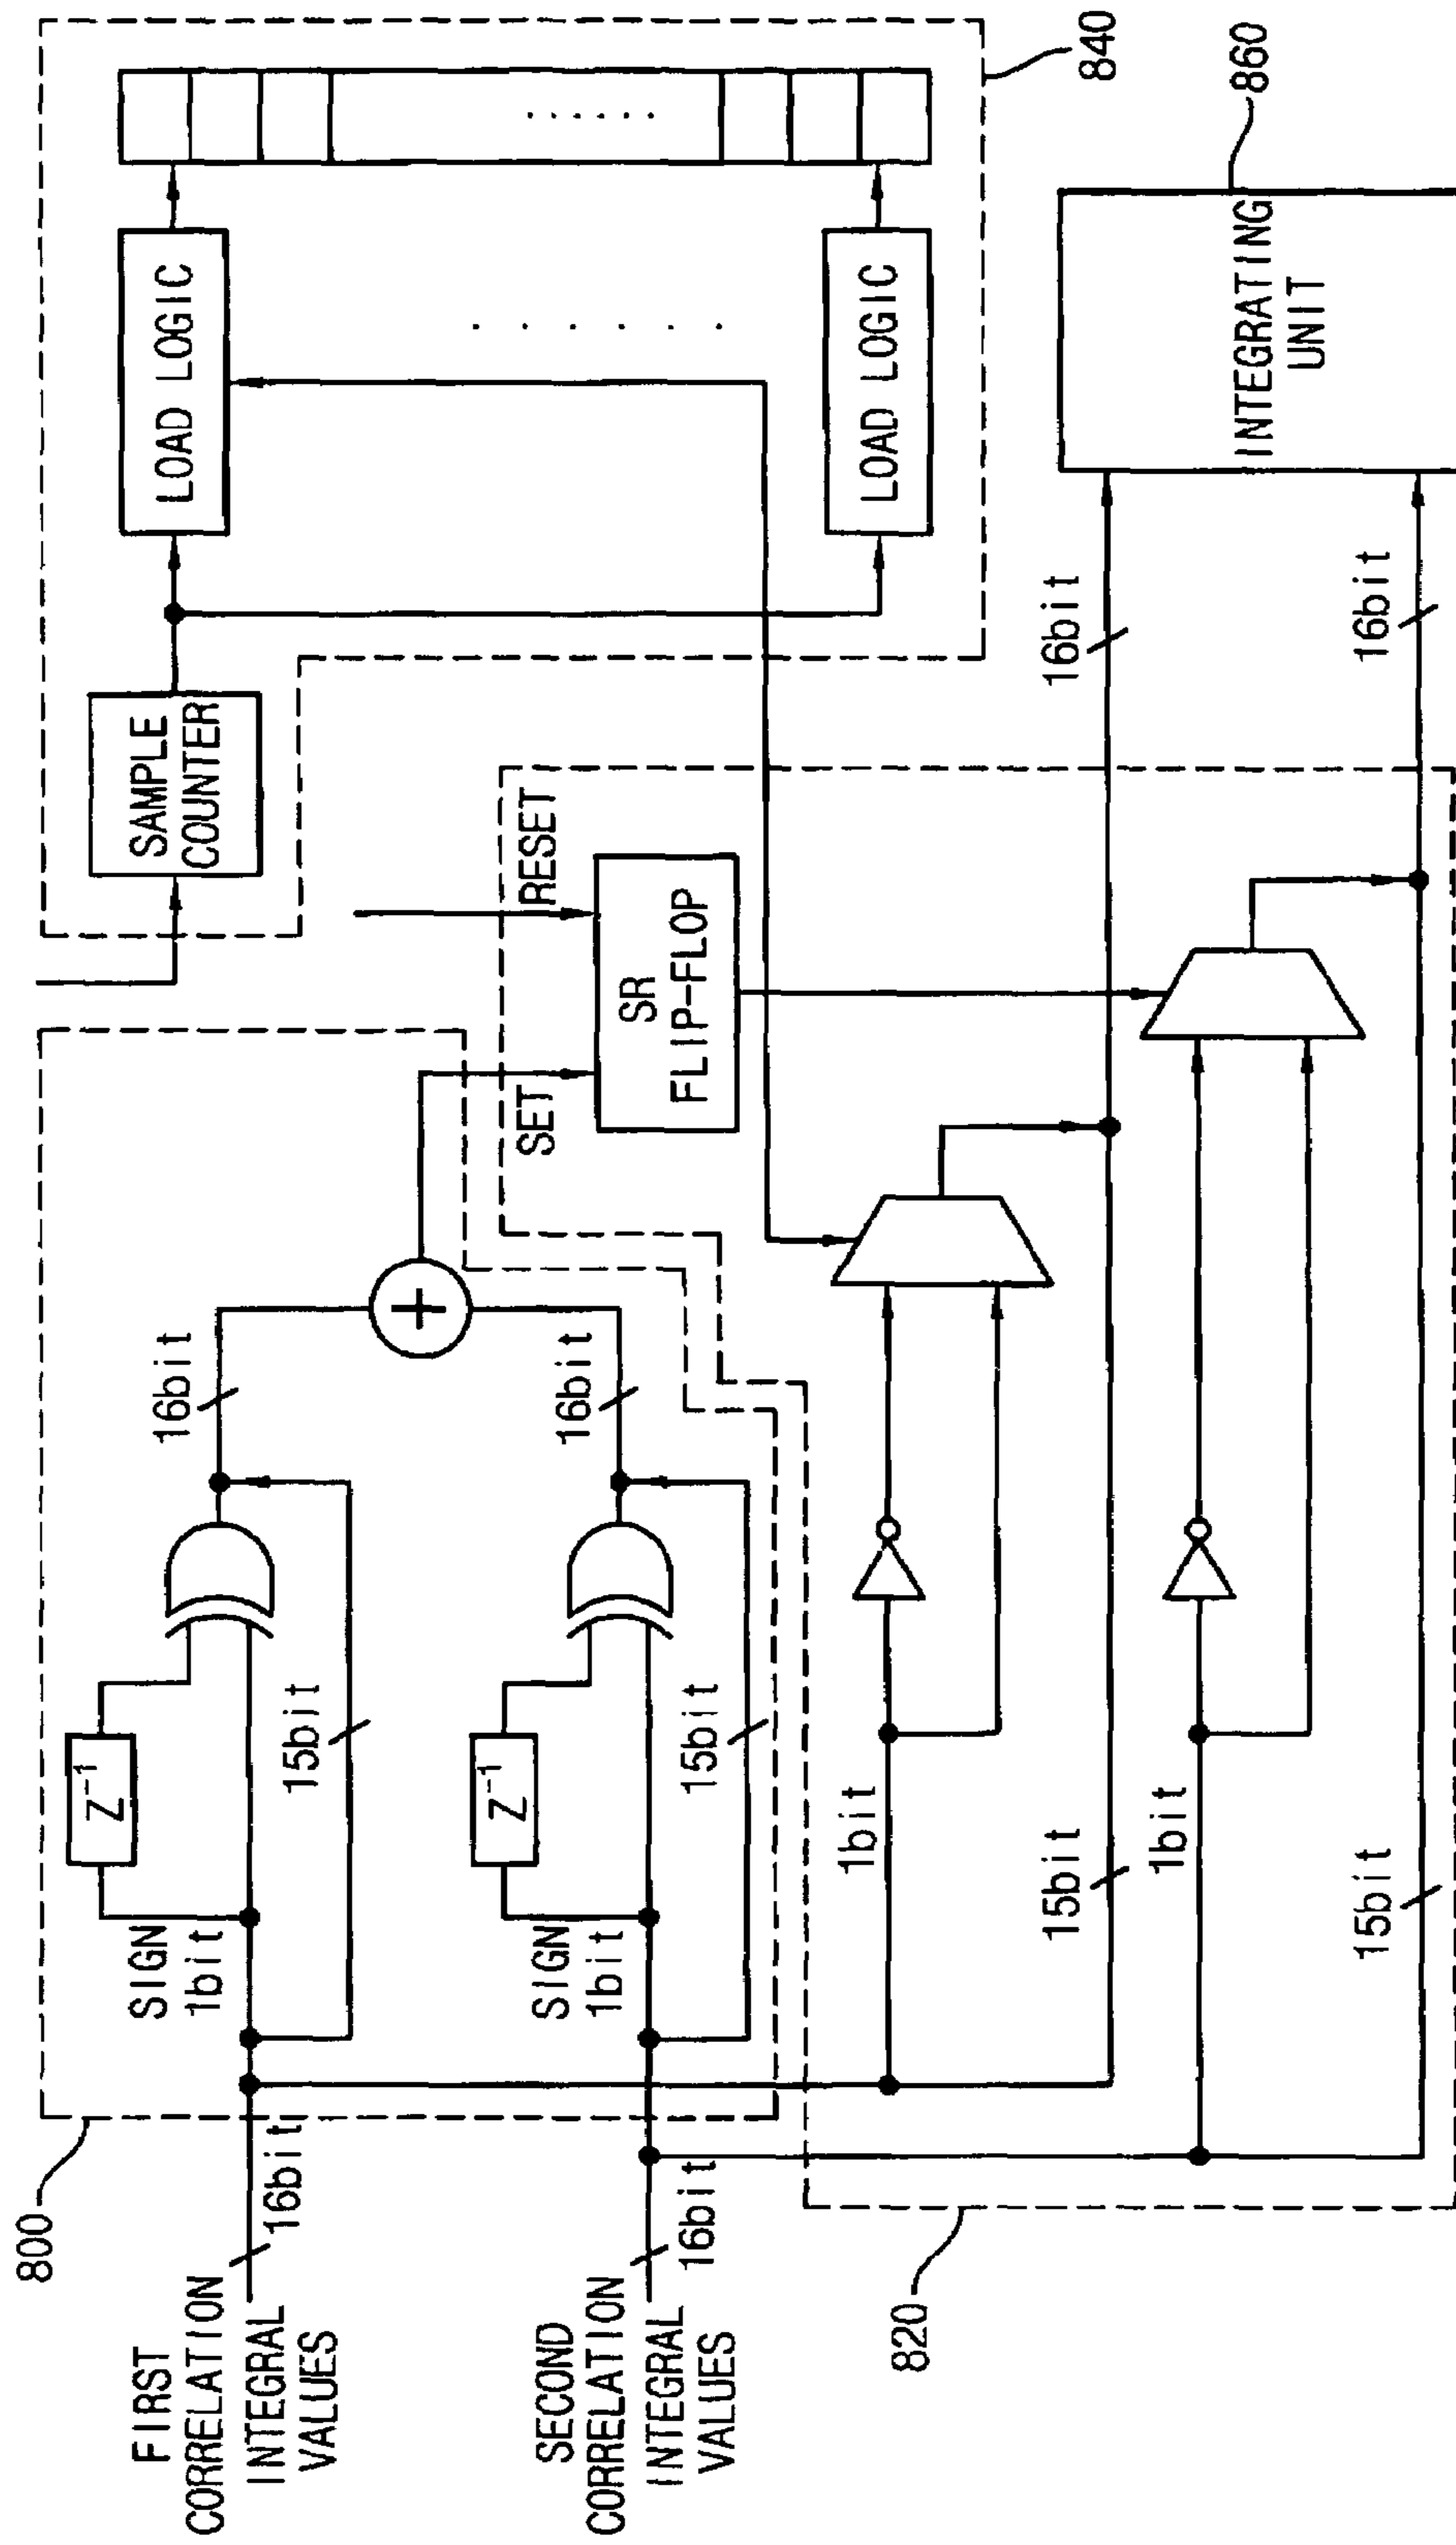 800
FIRST
CORRELATION
INTEGRAL
VALUES
16bit
SIGN
1bit
Z⁻¹
15bit
16bit
SECOND
CORRELATION
INTEGRAL
VALUES
16bit
SIGN
1bit
Z⁻¹
15bit
16bit
+
SAMPLE
COUNTER
LOAD LOGIC
LOAD LOGIC
840
SET
RESET
SR
FLIP-FLOP
820
1bit
15bit
16bit
1bit
15bit
16bit
INTEGRATING
UNIT
860